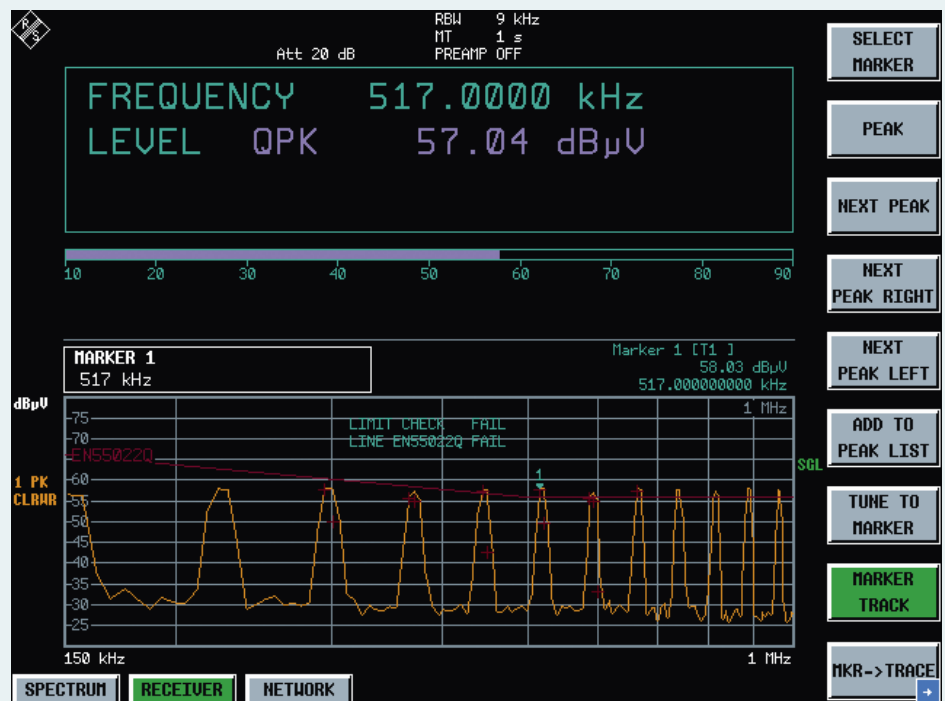 R
S
RBW 9 kHz
MT 1 s
Att 20 dB PREAMP OFF
FREQUENCY 517.0000 kHz
LEVEL QPK 57.04 dBµV
10 20 30 40 50 60 70 80 90
MARKER 1
517 kHz
Marker 1 [T1 ]
58.03 dBµV
517.000000000 kHz
dBµV
1 MHz
75
LIMIT CHECK FAIL
70
LINE EN55022Q FAIL
EN55022Q
SGL
60
1
1 PK
CLRWR
55
50
45
40
35
30
25
150 kHz 1 MHz
SPECTRUM RECEIVER NETWORK
SELECT
MARKER
PEAK
NEXT PEAK
NEXT
PEAK RIGHT
NEXT
PEAK LEFT
ADD TO
PEAK LIST
TUNE TO
MARKER
MARKER
TRACK
MKR->TRACE